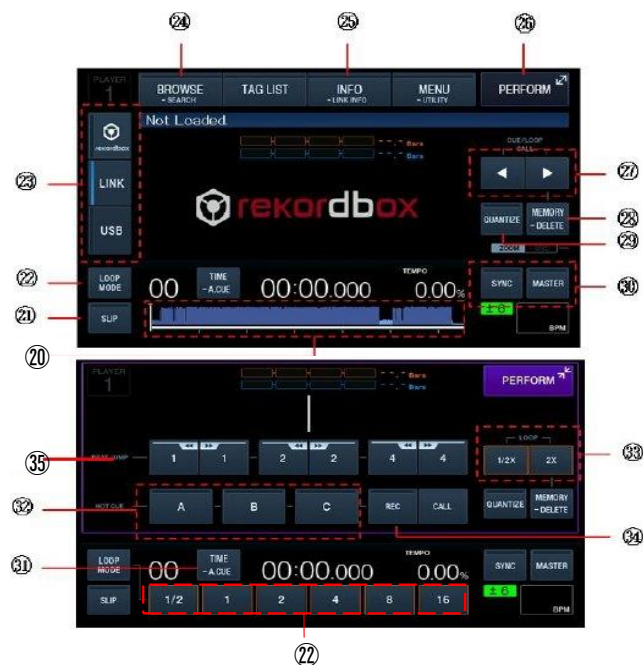 ㉔ ㉕ ㉖
PLAYER 1
BROWSE
- SEARCH
TAG LIST
INFO
- LINK INFO
MENU
- UTILITY
PERFORM
Not Loaded.
rekordbox
--.- Bars
--.- Bars
CUE/LOOP
CALL
㉗
㉓
LINK
rekordbox
USB
QUANTIZE
MEMORY
- DELETE
㉘
㉙
ZOOM
㉒
LOOP
MODE
00
TIME
- A.CUE
00:00.000
TEMPO
0.00%
SYNC
MASTER
㉚
㉑
SLIP
±6
BPM
⑳
PLAYER 1
--.- Bars
--.- Bars
PERFORM
㉟
BEAT JUMP
1 1 2 2 4 4
LOOP
1/2X 2X
㉝
㉜
HOT CUE
A B C
REC CALL
QUANTIZE
MEMORY
- DELETE
㉞
㉛
LOOP
MODE
00
TIME
- A.CUE
00:00.000
TEMPO
0.00%
SYNC
MASTER
SLIP
1/2 1 2 4 8 16
±6
BPM
㉒